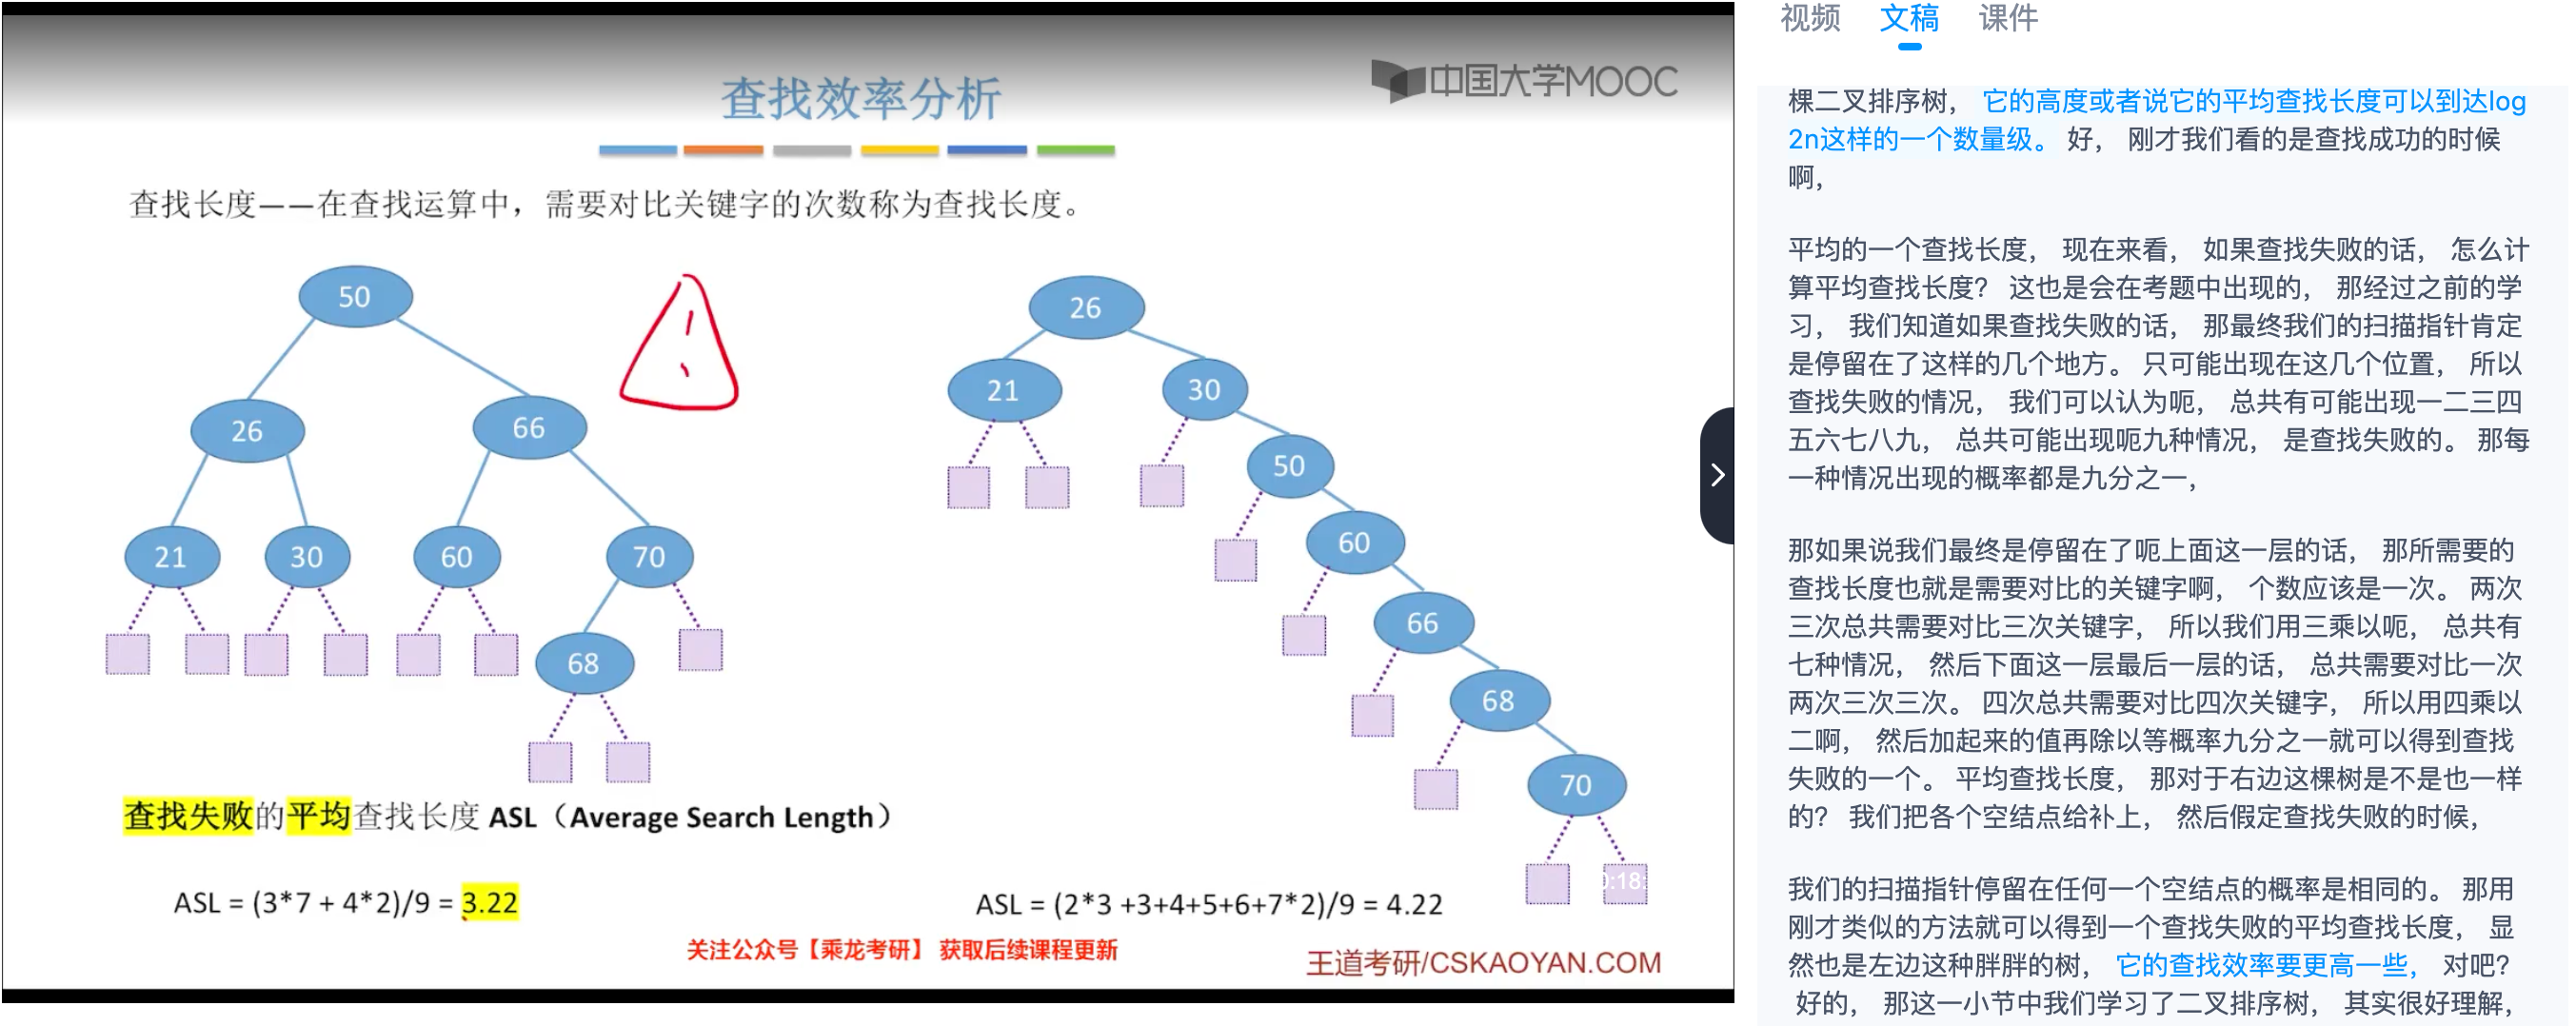 中国大学MOOC
查找效率分析
查找长度——在查找运算中，需要对比关键字的次数称为查找长度。
50
26
66
21
30
60
70
68
26
21
30
50
60
66
68
70
查找失败的平均查找长度 ASL（Average Search Length）
ASL = (3*7 + 4*2)/9 = 3.22
ASL = (2*3 +3+4+5+6+7*2)/9 = 4.22
关注公众号【乘龙考研】 获取后续课程更新
王道考研/CSKAOYAN.COM
视频 文稿 课件
棵二叉排序树， 它的高度或者说它的平均查找长度可以到达log
2n这样的一个数量级。 好， 刚才我们看的是查找成功的时候
啊，
平均的一个查找长度， 现在来看， 如果查找失败的话， 怎么计
算平均查找长度？ 这也是会在考题中出现的， 那经过之前的学
习， 我们知道如果查找失败的话， 那最终我们的扫描指针肯定
是停留在了这样的几个地方。 只可能出现在这几个位置， 所以
查找失败的情况， 我们可以认为呃， 总共有可能出现一二三四
五六七八九， 总共可能出现呃九种情况， 是查找失败的。 那每
一种情况出现的概率都是九分之一，
那如果说我们最终是停留在了呃上面这一层的话， 那所需要的
查找长度也就是需要对比的关键字啊， 个数应该是一次。 两次
三次总共需要对比三次关键字， 所以我们用三乘以呃， 总共有
七种情况， 然后下面这一层最后一层的话， 总共需要对比一次
两次三次三次。 四次总共需要对比四次关键字， 所以用四乘以
二啊， 然后加起来的值再除以等概率九分之一就可以得到查找
失败的一个。 平均查找长度， 那对于右边这棵树是不是也一样
的？ 我们把各个空结点给补上， 然后假定查找失败的时候，
我们的扫描指针停留在任何一个空结点的概率是相同的。 那用
刚才类似的方法就可以得到一个查找失败的平均查找长度， 显
然也是左边这种胖胖的树， 它的查找效率要更高一些， 对吧？
好的， 那这一小节中我们学习了二叉排序树， 其实很好理解，